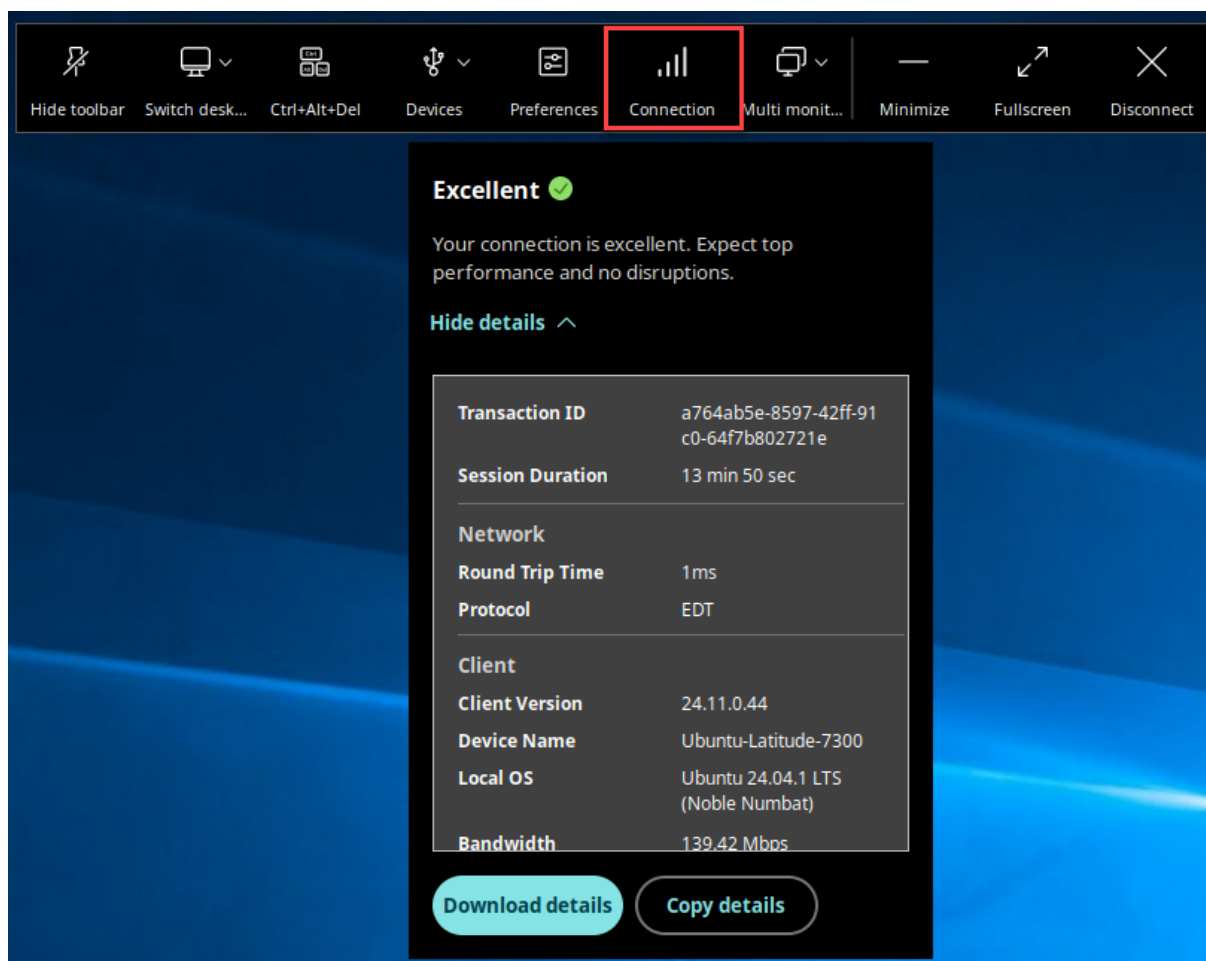 Hide toolbar Switch desk... Ctrl+Alt+Del Devices Preferences Connection Multi monit... Minimize Fullscreen Disconnect
Excellent
Your connection is excellent. Expect top
performance and no disruptions.
Hide details
Transaction ID a764ab5e-8597-42ff-91
c0-64f7b802721e
Session Duration 13 min 50 sec
Network
Round Trip Time 1ms
Protocol EDT
Client
Client Version 24.11.0.44
Device Name Ubuntu-Latitude-7300
Local OS Ubuntu 24.04.1 LTS
(Noble Numbat)
Bandwidth 139.42 Mbps
Download details Copy details